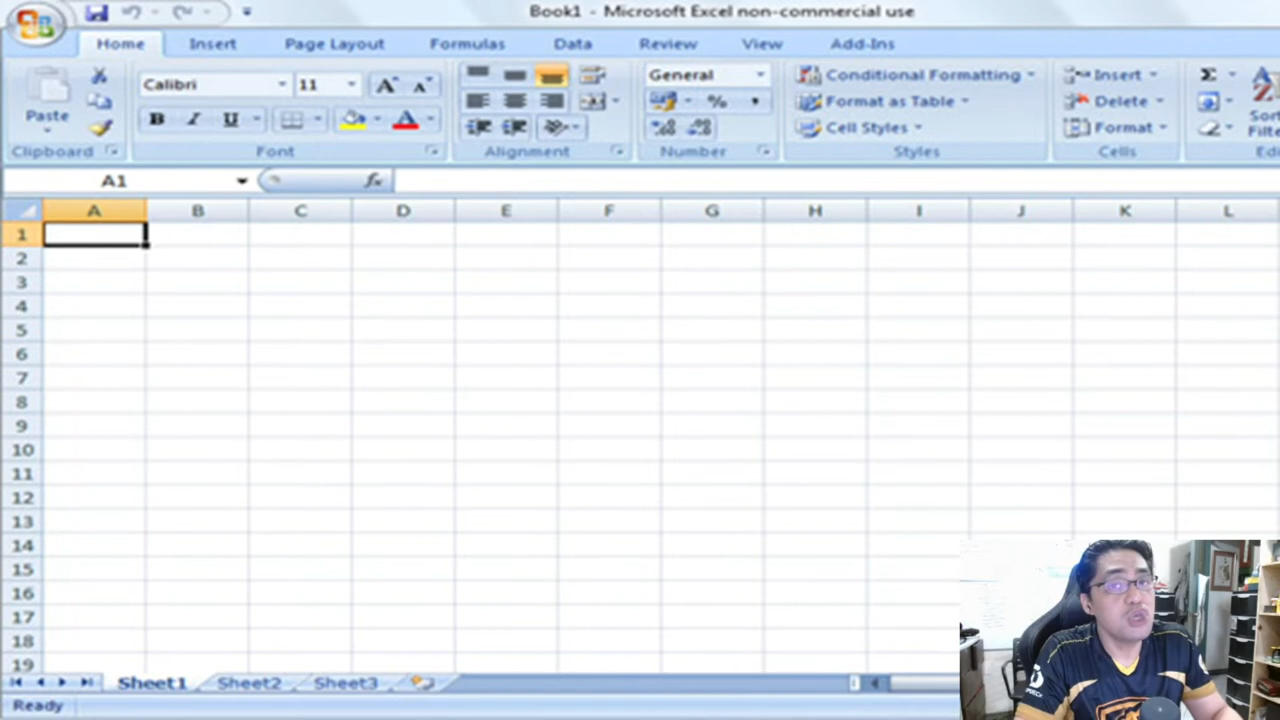 Book1 - Microsoft Excel non-commercial use
Home Insert Page Layout Formulas Data Review View Add-Ins
Calibri 11 General Conditional Formatting Insert Σ
Paste % , Format as Table Delete
B I U A Cell Styles Format
Clipboard Font Alignment Number Styles Cells
A1 fx
A B C D E F G H I J K L
1
2
3
4
5
6
7
8
9
10
11
12
13
14
15
16
17
18
19
Sheet1 Sheet2 Sheet3
Ready